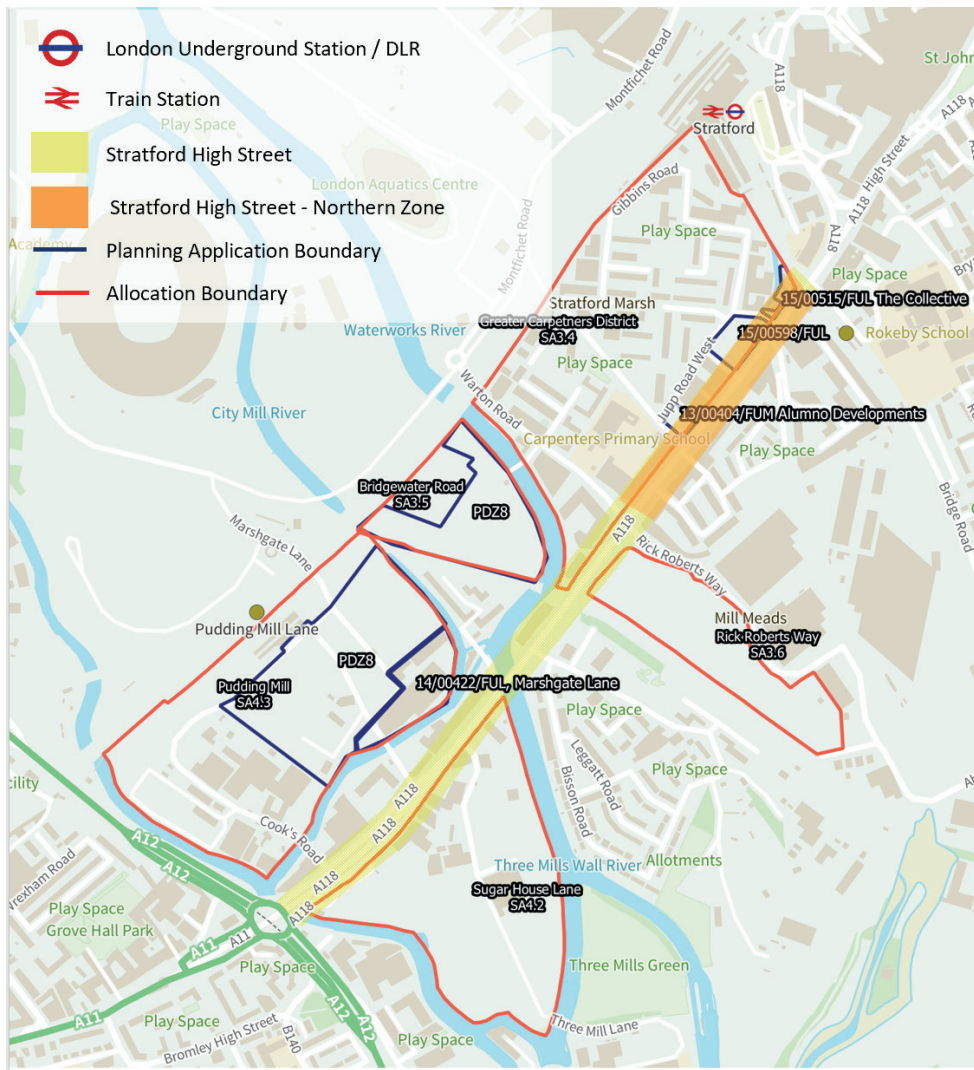 London Underground Station / DLR
Train Station
Stratford High Street
Stratford High Street - Northern Zone
Planning Application Boundary
Allocation Boundary
Play Space
London Aquatics Centre
Academy
Montfichet Road
Montfichet Road
A118
St John
A118
Stratford
Gibbins Road
A118 High Street
Play Space
A118
Play Space
Stratford Marsh
15/00515/FUL The Collective
Greater Carpetners District
SA3.4
Waterworks River
15/00598/FUL
Rokeby School
Play Space
Jupp Road West
Warton Road
City Mill River
13/00404/FUM Alumno Developments
Carpenters Primary School
Play Space
Bridge Road
Bridgewater Road
SA3.5
PDZ8
Marshgate Lane
A118
Rick Roberts Way
Pudding Mill Lane
Mill Meads
Rick Roberts Way
SA3.6
PDZ8
Pudding Mill
SA4.3
14/00422/FUL, Marshgate Lane
Play Space
Leggatt Road
Bisson Road
Play Space
A118
Cook's Road
A118
A12
A12
Three Mills Wall River
Allotments
A118
Sugar House Lane
SA4.2
Wrexham Road
A12
A118
Play Space
Grove Hall Park
A11
A11
Play Space
Three Mills Green
A11
Play Space
A12
A12
Three Mill Lane
Bromley High Street
B140
Play Space